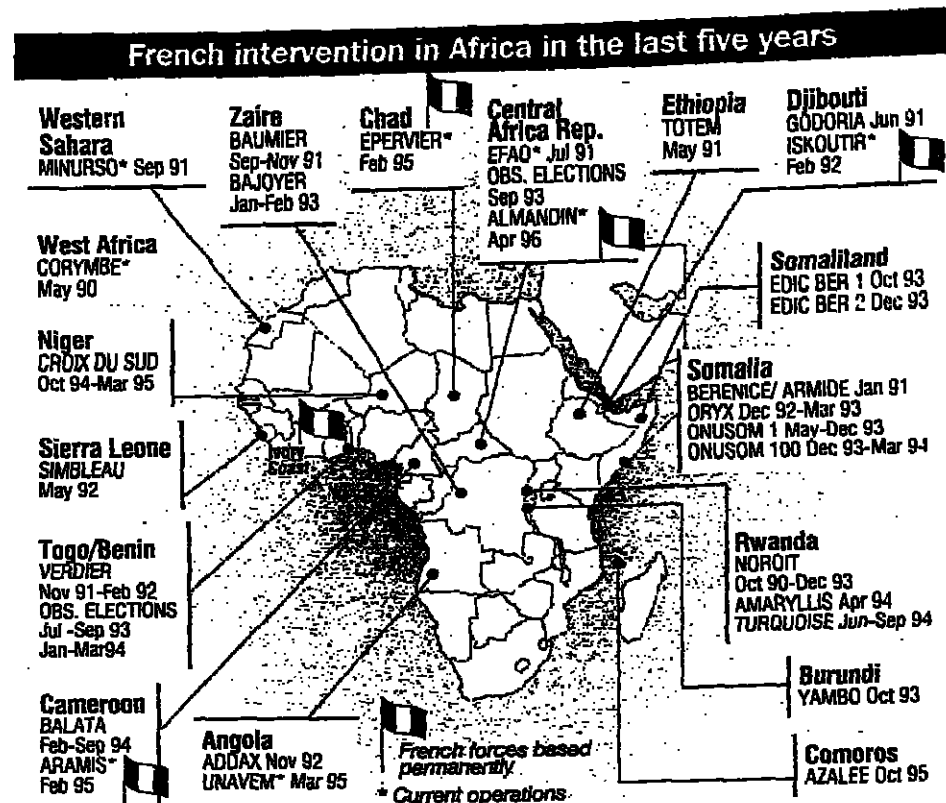 French intervention in Africa in the last five years
Western
Sahara
MINURSO* Sep 91
Zaire
BAUMIER
Sep-Nov 91
BAJOYER
Jan-Feb 93
Chad
EPERVIER*
Feb 95
Central
Africa Rep.
EFAO* Jul 91
OBS. ELECTIONS
Sep 93
ALMANDIN*
Apr 96
Ethiopia
TOTEM
May 91
Djibouti
GODORIA Jun 91
ISKOUTIR*
Feb 92
West Africa
CORYMBE*
May 90
Niger
CROIX DU SUD
Oct 94-Mar 95
Sierra Leone
SIMBLEAU
May 92
Ivory
Coast
Togo/Benin
VERDIER
Nov 91-Feb 92
OBS. ELECTIONS
Jul -Sep 93
Jan-Mar94
Cameroon
BALATA
Feb-Sep 94
ARAMIS*
Feb 95
Angola
ADDAX Nov 92
UNAVEM* Mar 95
Somaliland
EDIC BER 1 Oct 93
EDIC BER 2 Dec 93
Somalia
BERENICE/ ARMIDE Jan 91
ORYX Dec 92-Mar 93
ONUSOM 1 May-Dec 93
ONUSOM 100 Dec 93-Mar 94
Rwanda
NOROIT
Oct 90-Dec 93
AMARYLLIS Apr 94
TURQUOISE Jun-Sep 94
Burundi
YAMBO Oct 93
Comoros
AZALEE Oct 95
French forces based
permanently
* Current operations